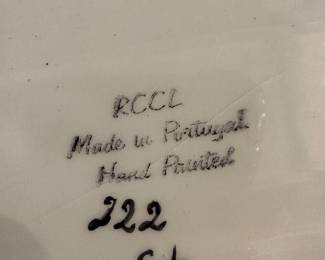 RCCL
Made in Portugal
Hand Painted
222